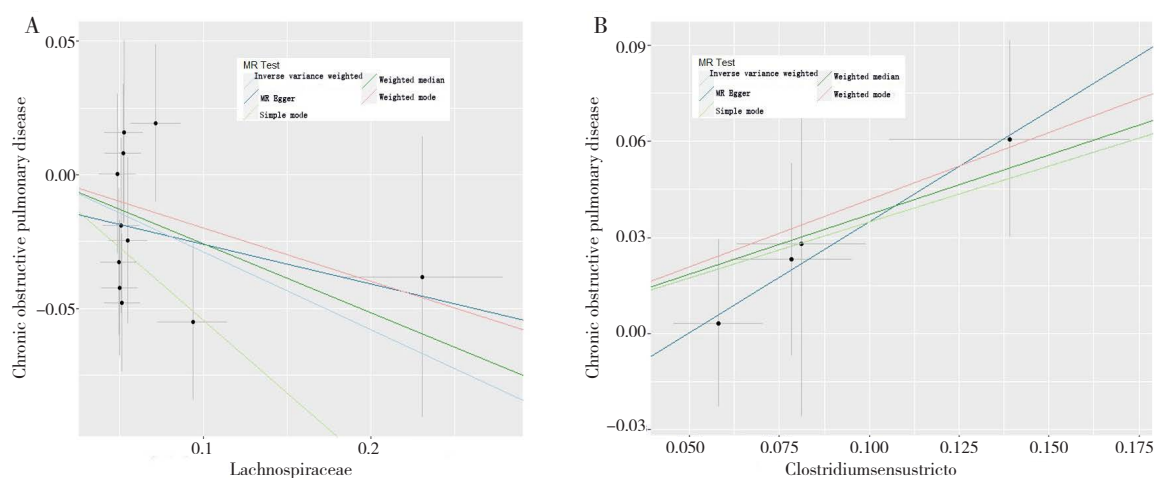 A
B
Chronic obstructive pulmonary disease
0.05
0.00
−0.05
MR Test
Inverse variance weighted
Weighted median
MR Egger
Weighted mode
Simple mode
0.1
0.2
Lachnospiraceae
Chronic obstructive pulmonary disease
0.09
0.06
0.03
0.00
−0.03
MR Test
Inverse variance weighted
Weighted median
MR Egger
Weighted mode
Simple mode
0.050
0.075
0.100
0.125
0.150
0.175
Clostridiumsensustricto